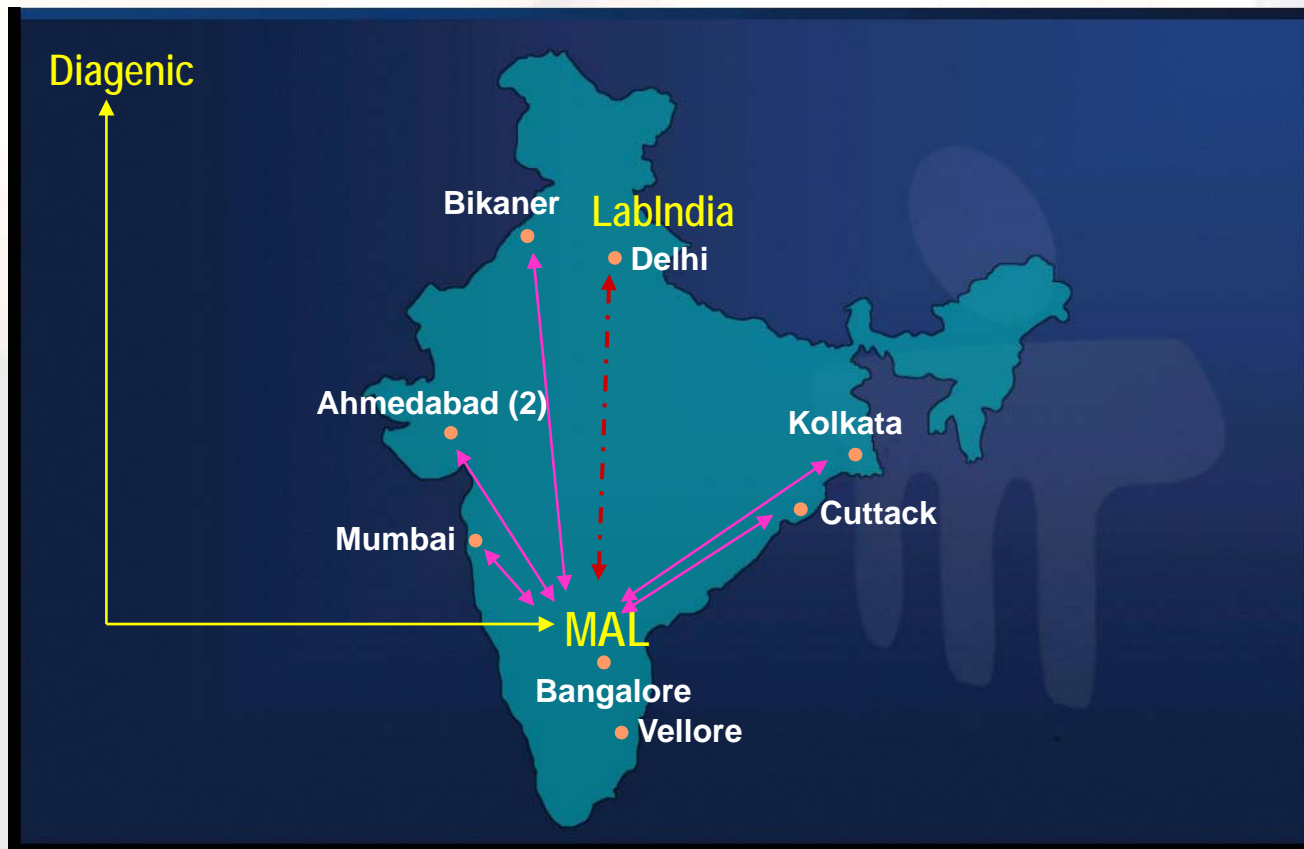 Diagenic
Bikaner
LabIndia
Delhi
Ahmedabad (2)
Kolkata
Cuttack
Mumbai
MAL
Bangalore
Vellore